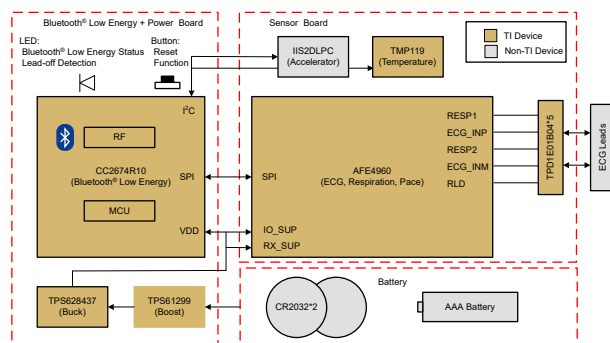 Bluetooth® Low Energy + Power Board
LED:
Bluetooth® Low Energy Status
Lead-off Detection
Button:
Reset
Function
I²C
RF
CC2674R10
(Bluetooth® Low Energy)
MCU
SPI
VDD
TPS628437
(Buck)
TPS61299
(Boost)
Sensor Board
IIS2DLPC
(Accelerator)
TMP119
(Temperature)
TI Device
Non-TI Device
SPI
IO_SUP
RX_SUP
AFE4960
(ECG, Respiration, Pace)
RESP1
ECG_INP
RESP2
ECG_INM
RLD
TPD1E01B04*5
ECG Leads
Battery
CR2032*2
AAA Battery